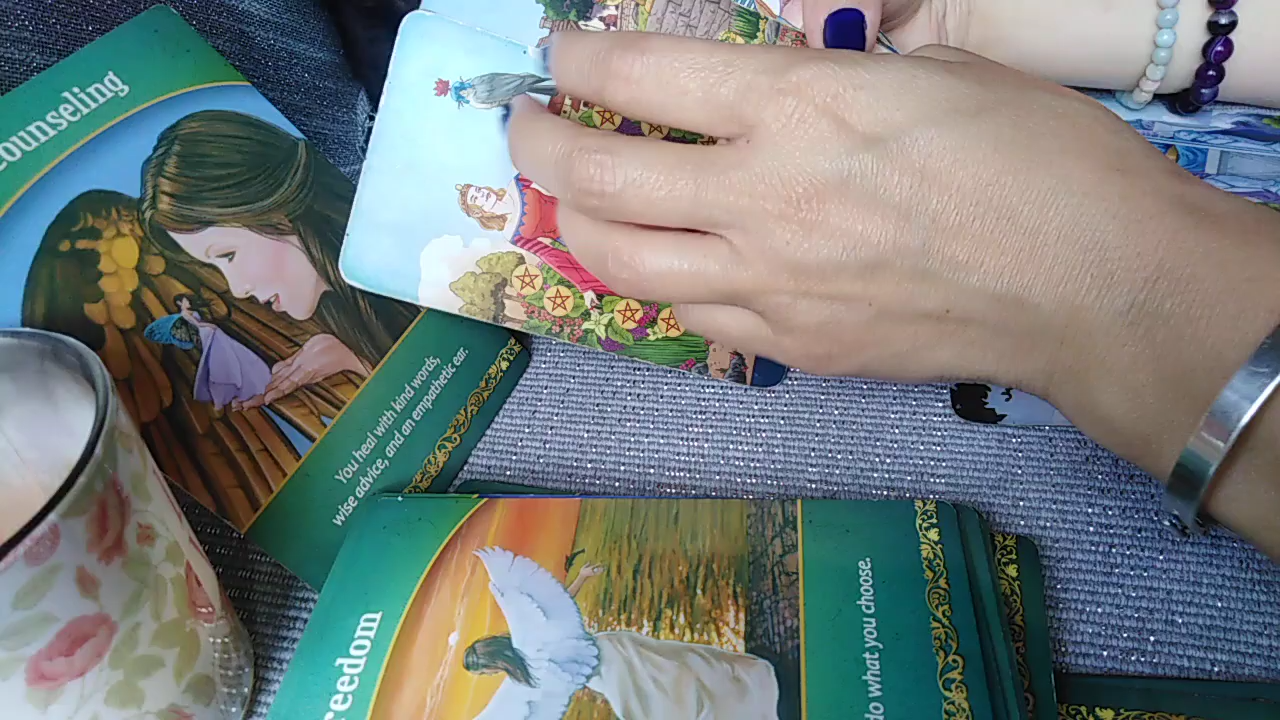 ounseling
You heal with kind words,
wise advice, and an empathetic ear.
reedom
do what you choose.